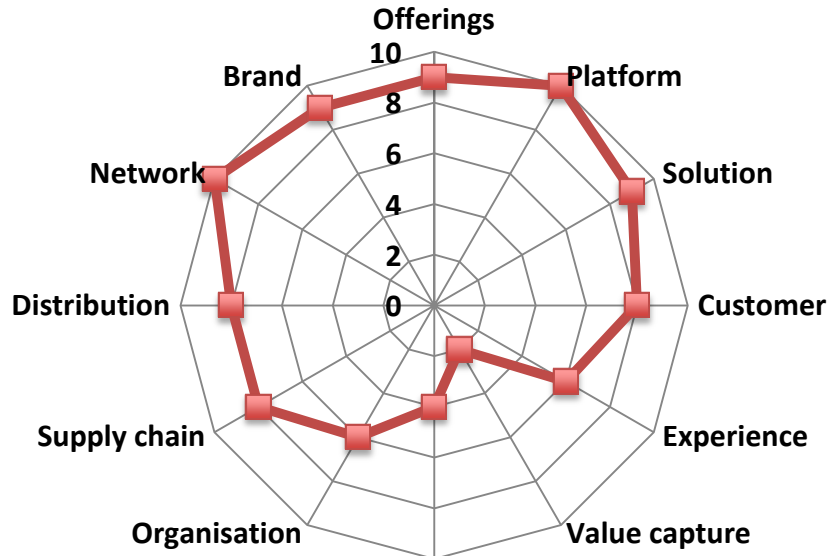 Offerings
10
Brand
Platform
8
Network
6
Solution
4
2
Distribution
0
Customer
Supply chain
Experience
Organisation
Value capture